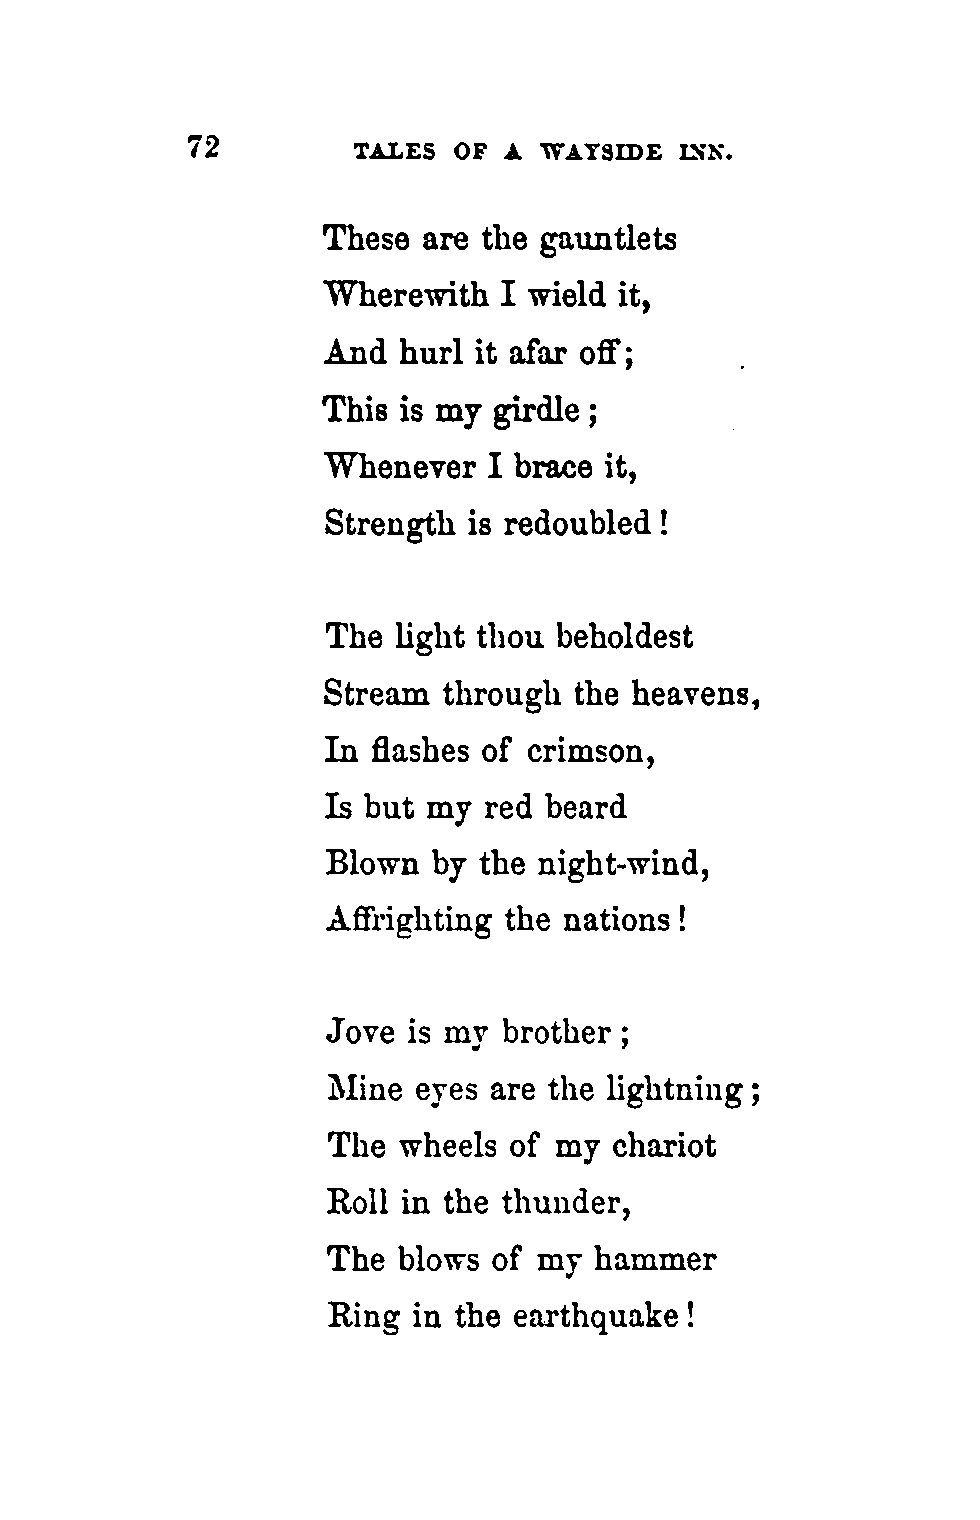 72 TALES OF A WAYSIDE INN.
These are the gauntlets
Wherewith I wield it,
And hurl it afar off;
This is my girdle;
Whenever I brace it,
Strength is redoubled!
The light thou beholdest
Stream through the heavens,
In flashes of crimson,
Is but my red beard
Blown by the night-wind,
Affrighting the nations!
Jove is my brother;
Mine eyes are the lightning;
The wheels of my chariot
Roll in the thunder,
The blows of my hammer
Ring in the earthquake!